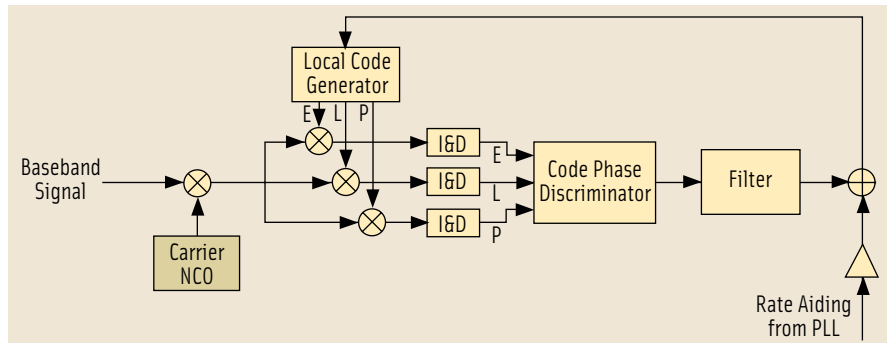 Local Code
Generator
E L P
I&D
E
Baseband
Signal
I&D
L
Code Phase
Discriminator
Filter
I&D
P
Carrier
NCO
Rate Aiding
from PLL